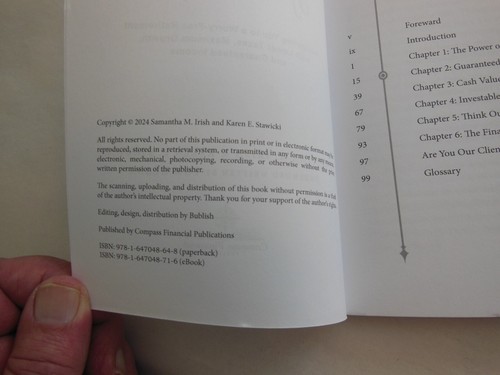 Copyright © 2024 Samantha M. Irish and Karen E. Stawicki
All rights reserved. No part of this publication in print or in electronic format may be
reproduced, stored in a retrieval system, or transmitted in any form or by any means
electronic, mechanical, photocopying, recording, or otherwise without the prior
written permission of the publisher.
The scanning, uploading, and distribution of this book without permission is a theft
of the author's intellectual property. Thank you for your support of the author's rights.
Editing, design, distribution by Bublish
Published by Compass Financial Publications
ISBN: 978-1-647048-64-8 (paperback)
ISBN: 978-1-647048-71-6 (eBook)
v Foreward
ix Introduction
1 Chapter 1: The Power of
15 Chapter 2: Guaranteed
39 Chapter 3: Cash Value
67 Chapter 4: Investable
79 Chapter 5: Think Ou
93 Chapter 6: The Fina
97 Are You Our Clien
99 Glossary